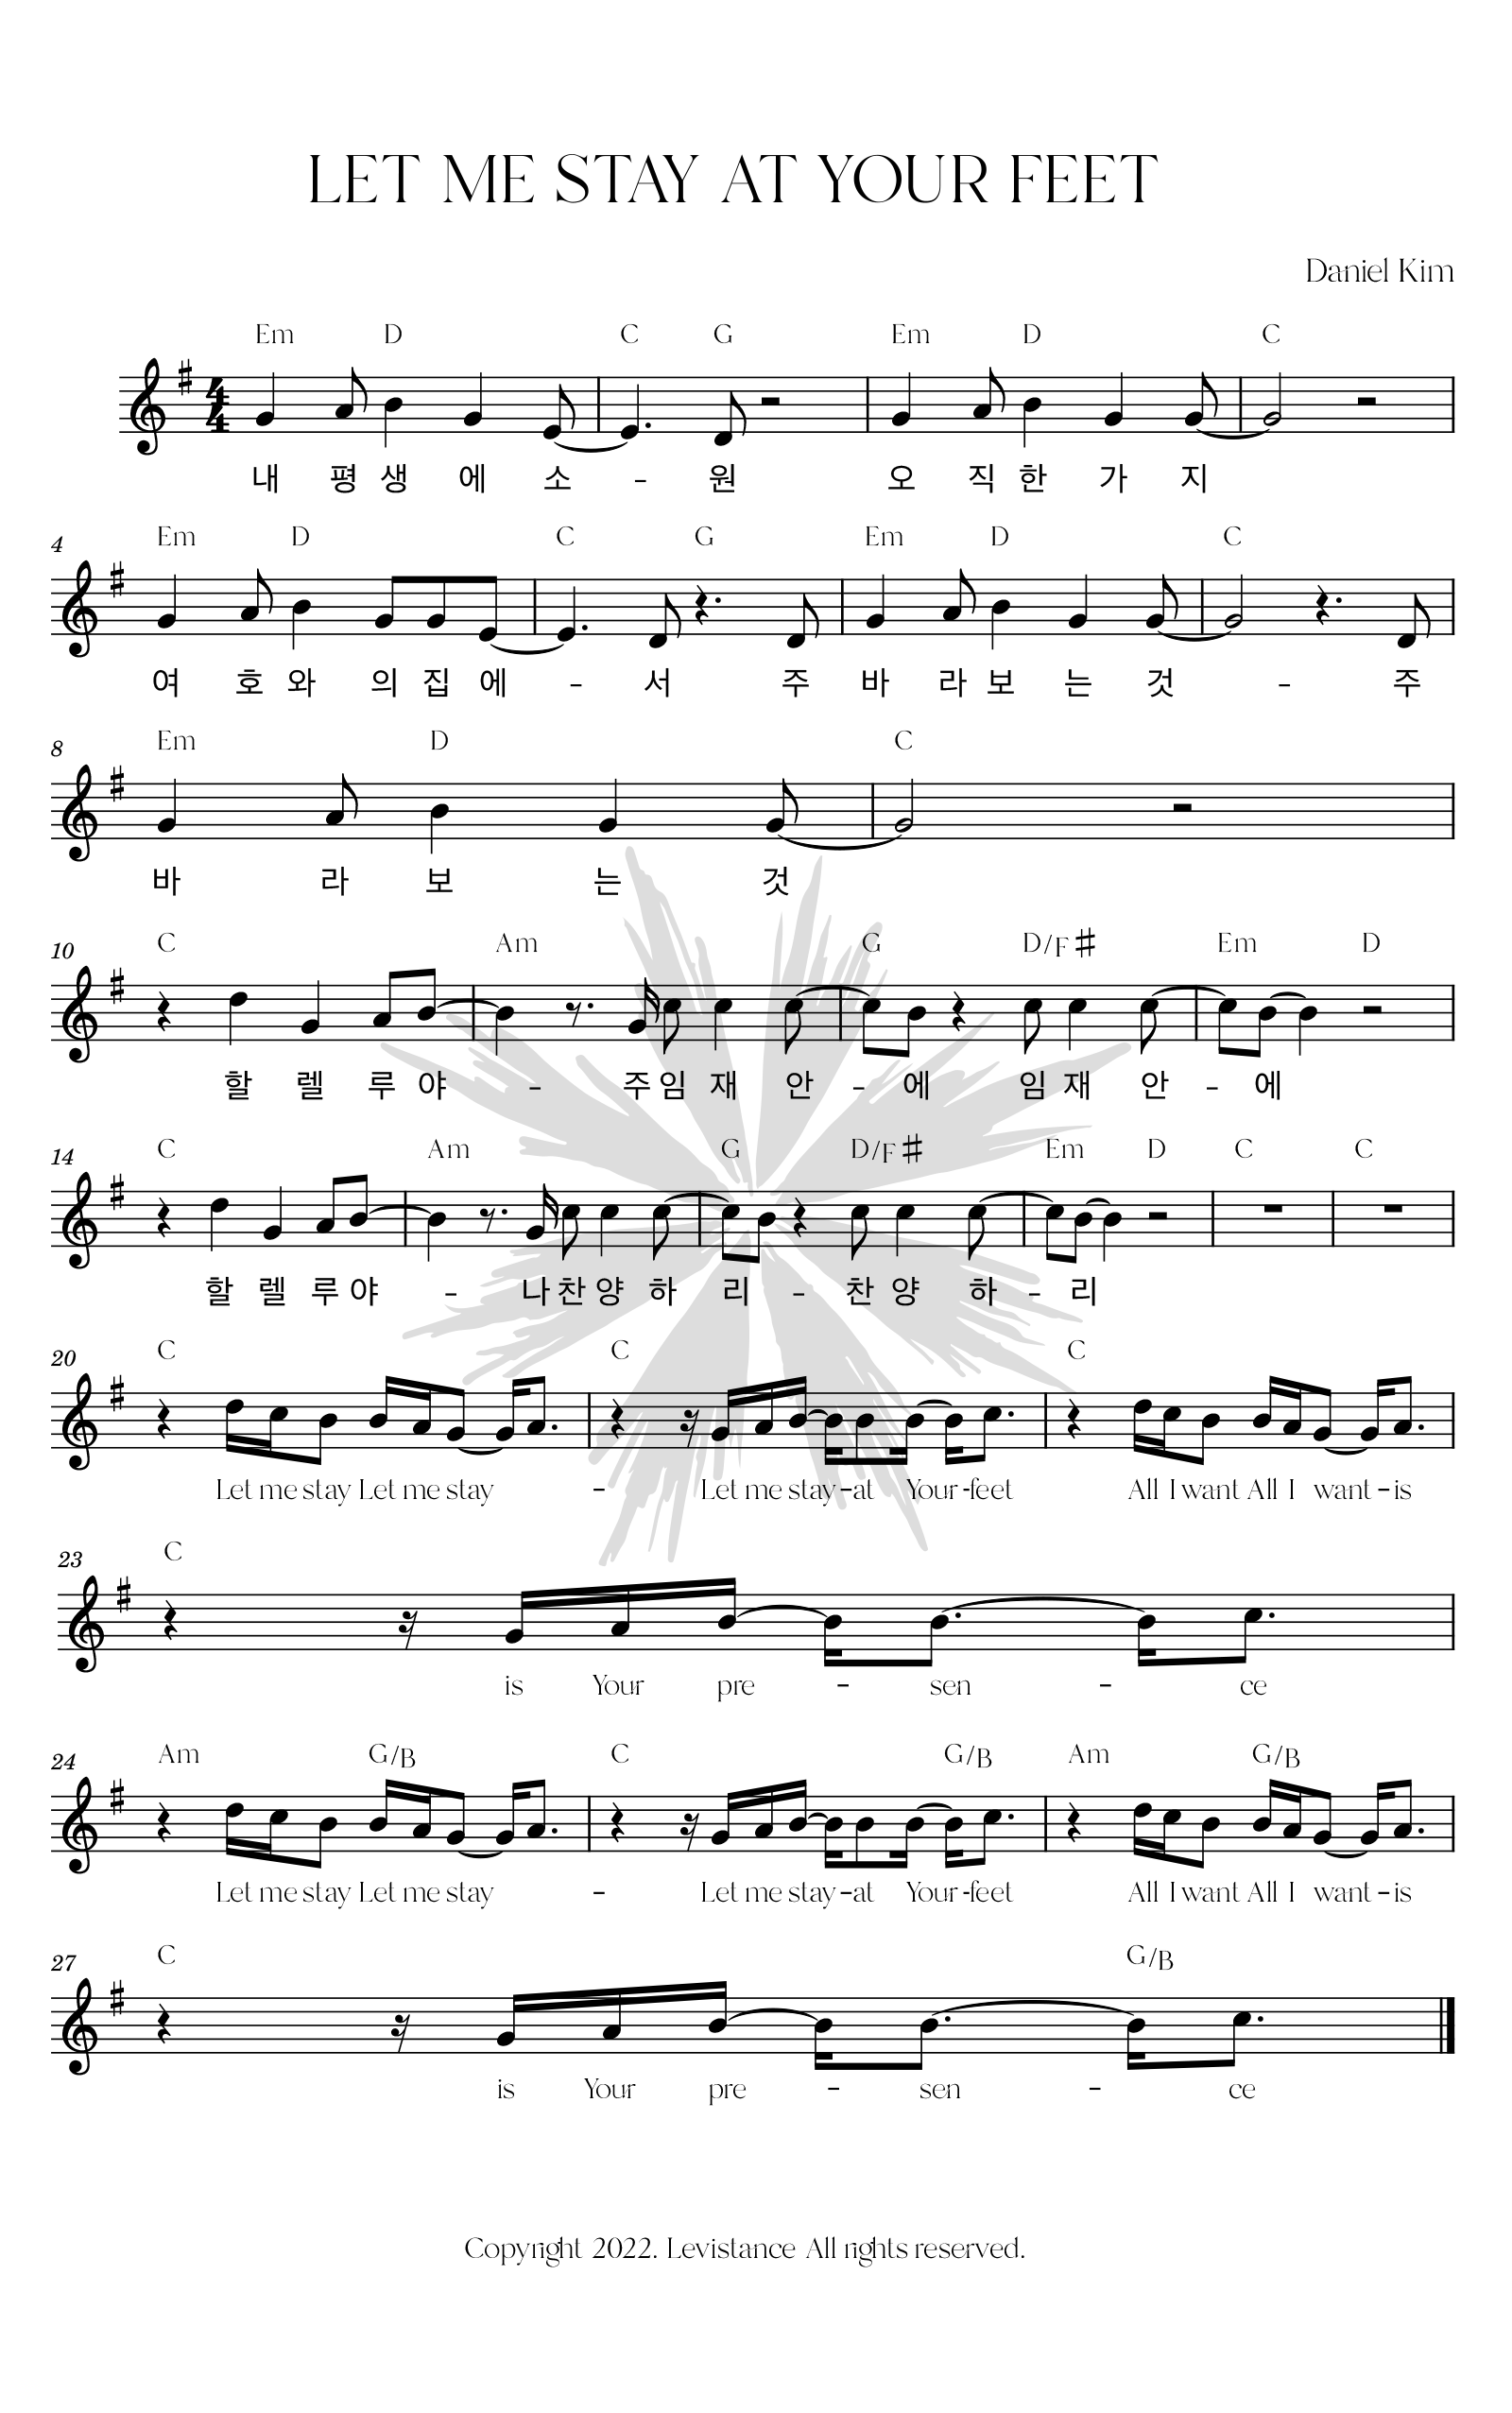 LET ME STAY AT YOUR FEET
Daniel Kim
Em D C G Em D C
4 4
내 평 생 에 소 - 원 오 직 한 가 지
4 Em D C G Em D C
여 호 와 의 집 에 - 서 주 바 라 보 는 것 - 주
8 Em D C
바 라 보 는 것
10 C Am G D/F♯ Em D
할 렐 루 야 - 주 임 재 안 - 에 임 재 안 - 에
14 C Am G D/F♯ Em D C C
할 렐 루 야 - 나 찬 양 하 리 - 찬 양 하 - 리
20 C C C
Let me stay Let me stay - Let me stay - at Your - feet All I want All I want - is
23 C
is Your pre - sen - ce
24 Am G/B C G/B Am G/B
Let me stay Let me stay - Let me stay - at Your - feet All I want All I want - is
27 C G/B
is Your pre - sen - ce
Copyright 2022. Levistance All rights reserved.